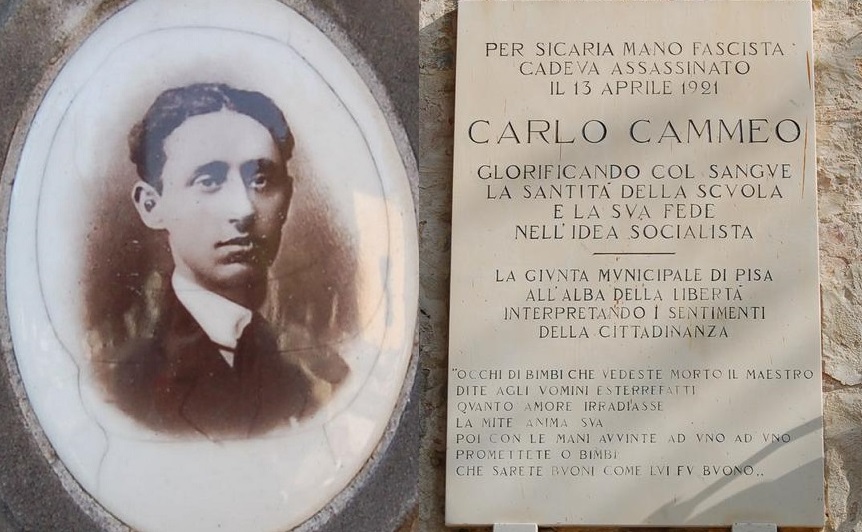 PER SICARIA MANO FASCISTA
CADEVA ASSASSINATO
IL 13 APRILE 1921
CARLO CAMMEO
GLORIFICANDO COL SANGVE
LA SANTITÀ DELLA SCVOLA
E LA SVA FEDE
NELL'IDEA SOCIALISTA
LA GIVNTA MVNICIPALE DI PISA
ALL'ALBA DELLA LIBERTÀ
INTERPRETANDO I SENTIMENTI
DELLA CITTADINANZA
"OCCHI DI BIMBI CHE VEDESTE MORTO IL MAESTRO
DITE AGLI VOMINI ESTERREFATTI
QVANTO AMORE IRRADIASSE
LA MITE ANIMA SVA
POI CON LE MANI AVVINTE AD VNO AD VNO
PROMETTETE O BIMBI
CHE SARETE BVONI COME LVI FV BVONO..